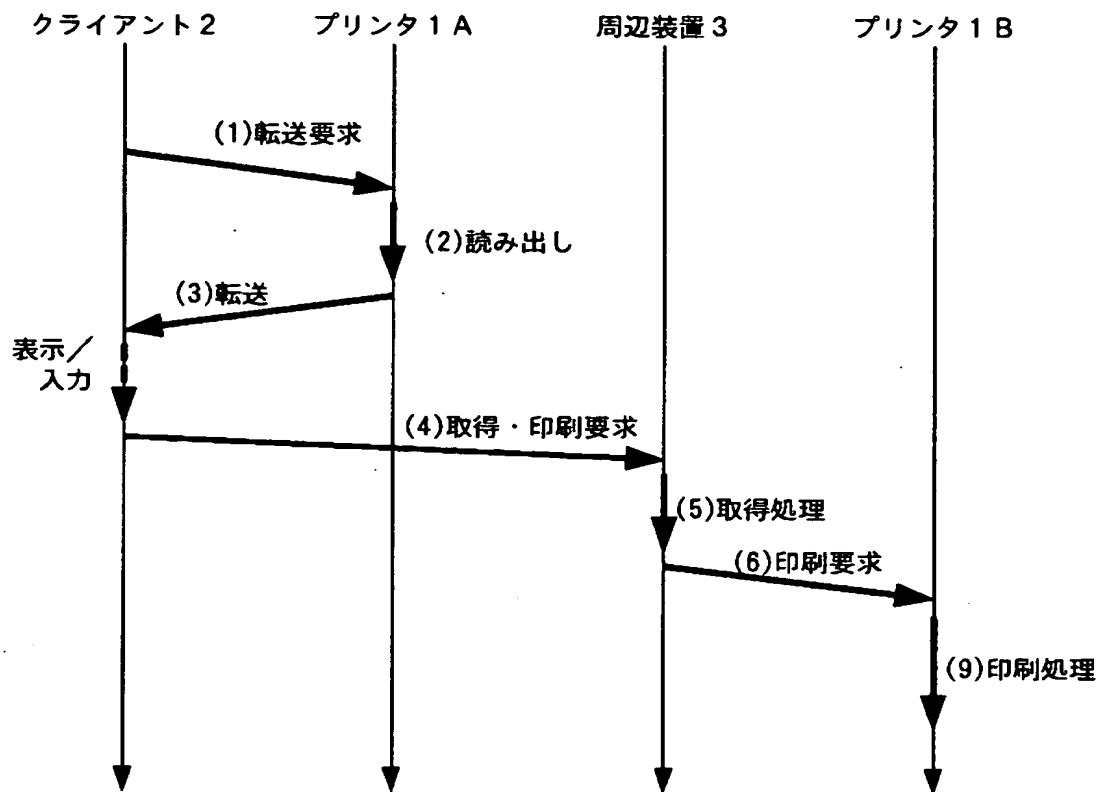 クライアント2
プリンタ1A
周辺装置3
プリンタ1B
(1)転送要求
(2)読み出し
(3)転送
表示/
入力
(4)取得・印刷要求
(5)取得処理
(6)印刷要求
(9)印刷処理